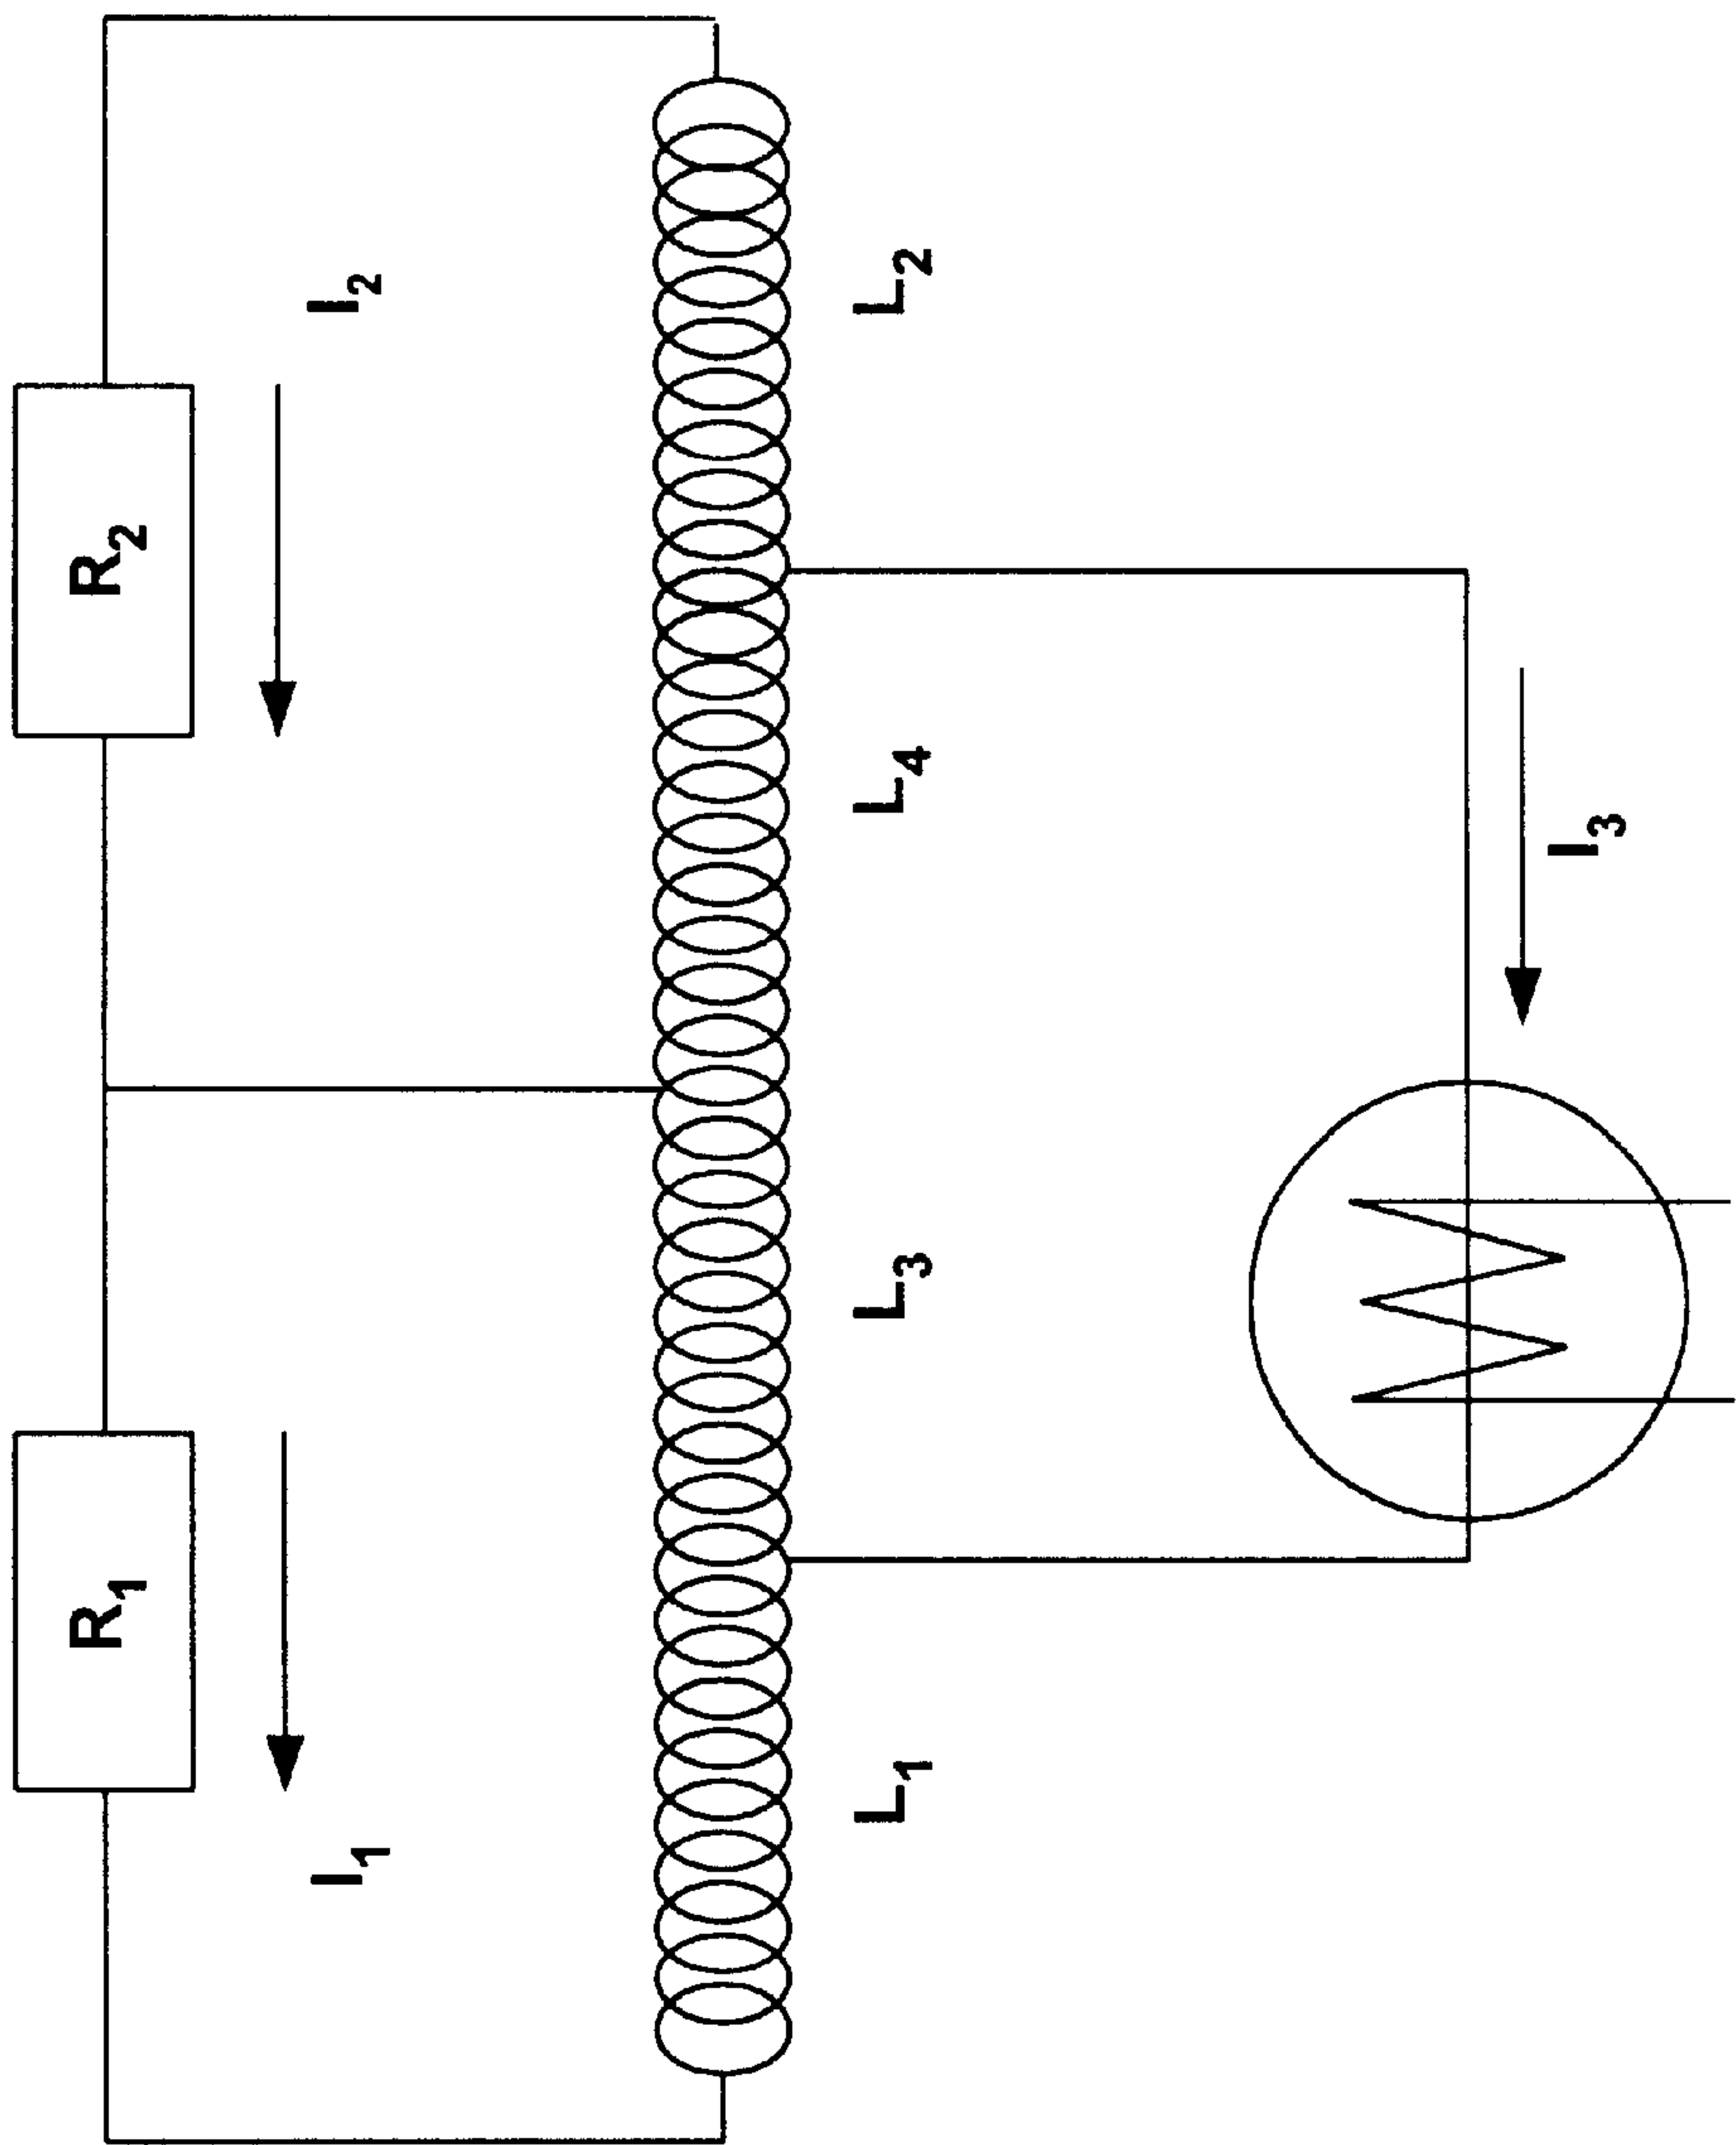 R₁
R₂
I₁
I₂
L₁
L₃
L₄
L₂
I₃